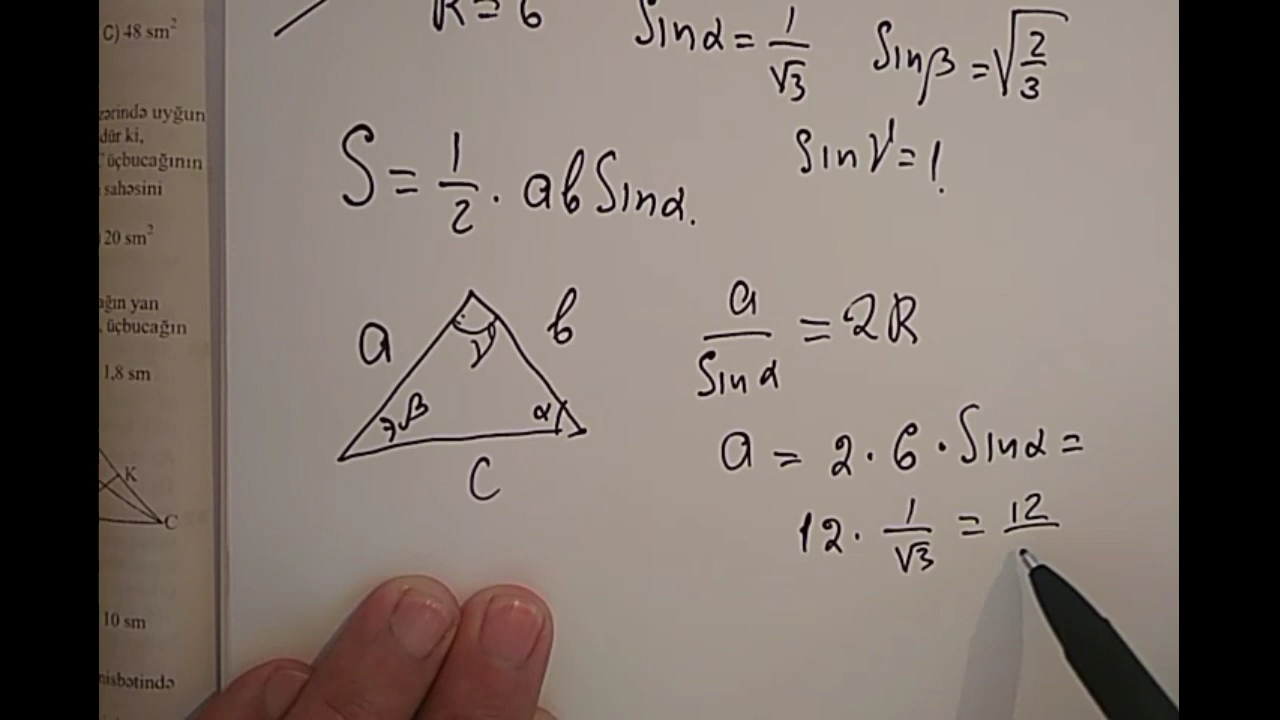 C) 48 sm²
zərində uyğun
dür ki,
üçbucağının
sahəsini
20 sm²
ağın yan
üçbucağın
1,8 sm
K
C
10 sm
nisbətində
R = 6
Sinα = 1/√3
Sinβ = √(2/3)
Sinγ = 1.
S = 1/2 · ab Sinα.
a
b
γ
β
α
C
a/Sinα = 2R
a = 2 · 6 · Sinα =
12 · 1/√3 = 12